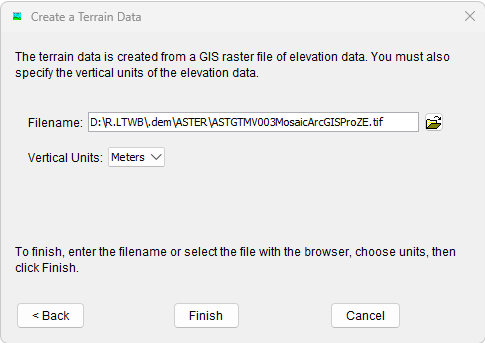 Create a Terrain Data
The terrain data is created from a GIS raster file of elevation data. You must also
specify the vertical units of the elevation data.
Filename: D:\R.LTWB\.dem\ASTER\ASTGTMV003MosaicArcGISProZE.tif
Vertical Units: Meters
To finish, enter the filename or select the file with the browser, choose units, then
click Finish.
< Back Finish Cancel